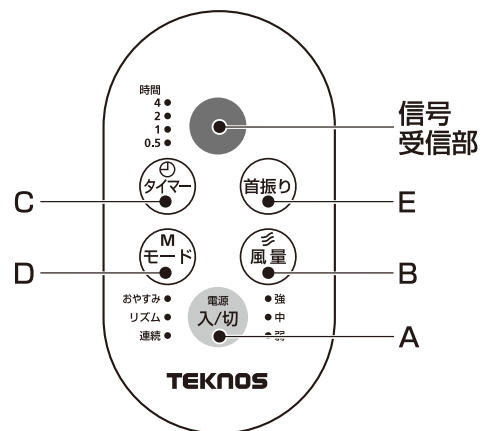 時間
4
2
1
0.5
信号
受信部
タイマー
首振り
C
E
M
モード
風量
D
B
おやすみ
リズム
連続
電源
入/切
強
中
弱
A
TEKNOS